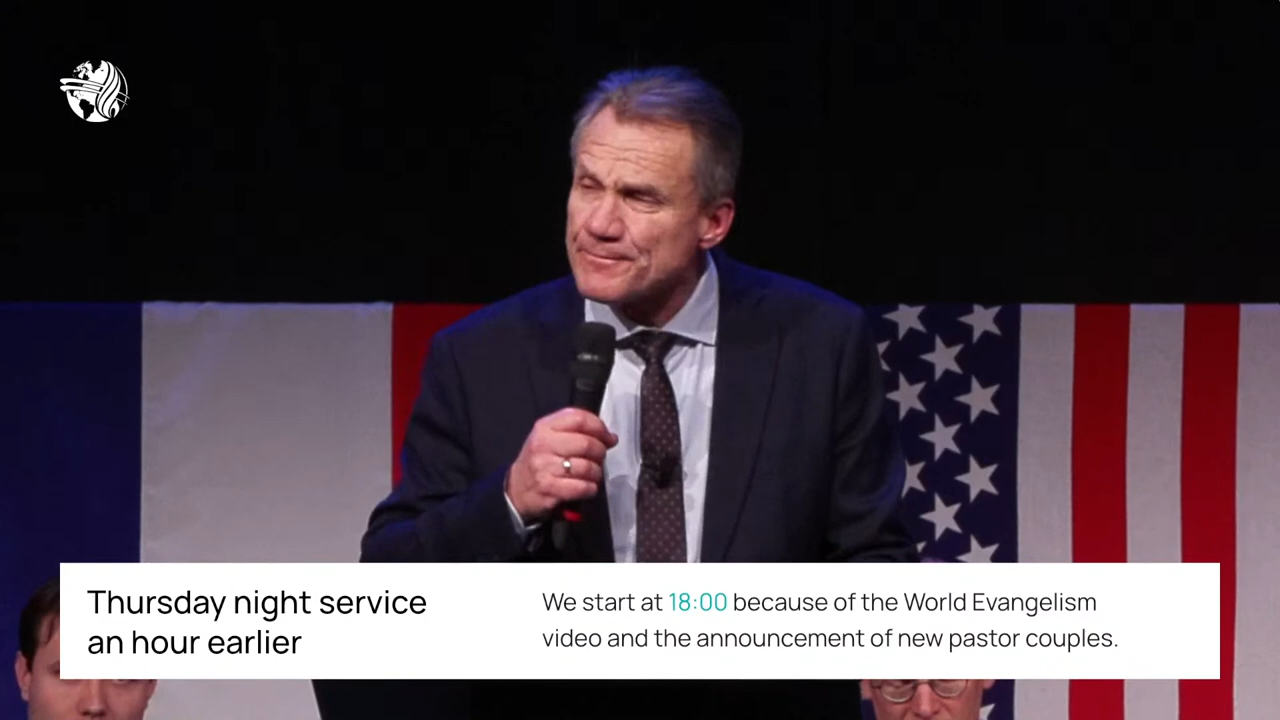 Thursday night service
an hour earlier
We start at 18:00 because of the World Evangelism
video and the announcement of new pastor couples.